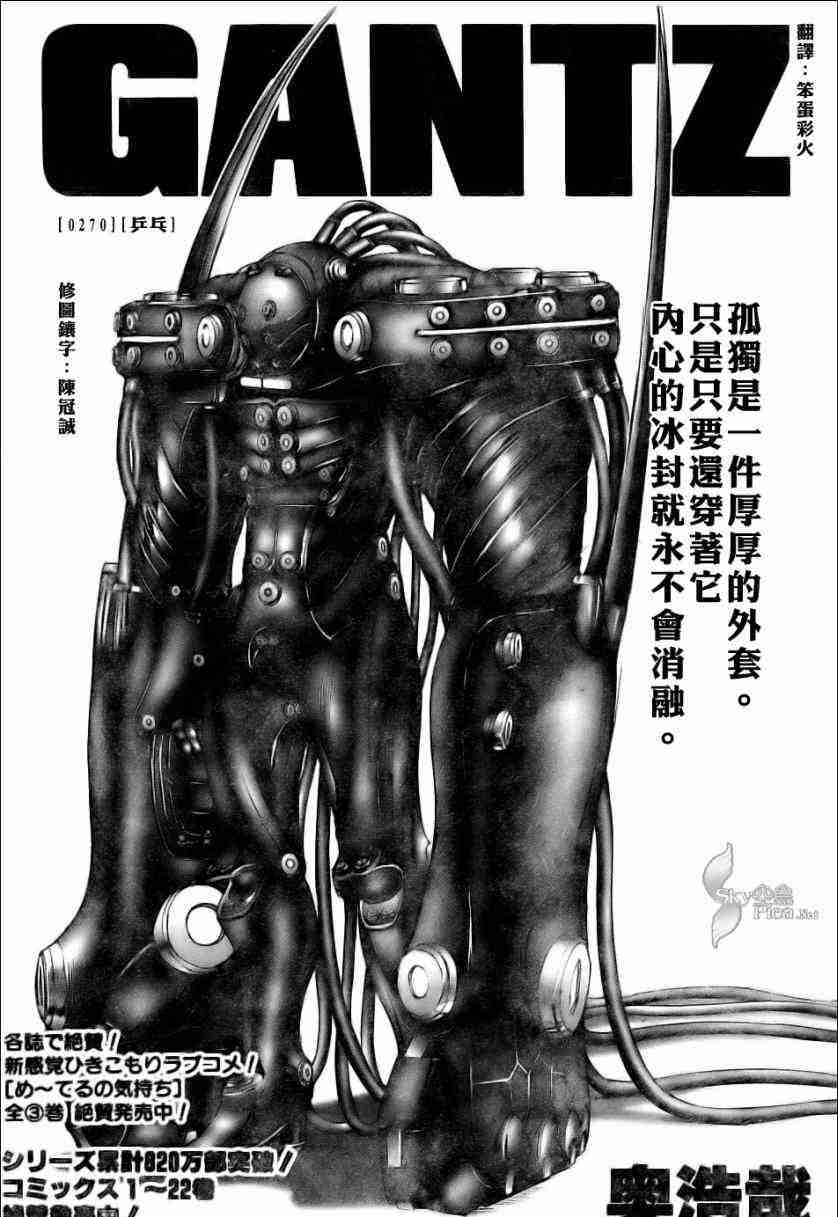 GANTZ
翻譯:笨蛋彩火
[0270][乒乓]
修圖鑲字:陳冠誠
孤獨是一件厚厚的外套。
只是只要還穿著它
內心的冰封就永不會消融。
Sky
Pica.Net
各誌で絶賛!
新感覚ひきこもりラブコメ!
[め~てるの気持ち]
全③巻 絶賛発売中!
シリーズ累計820万部突破!
コミックス1~22巻
奥浩哉